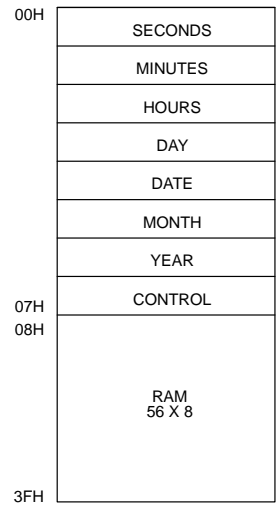 00H
SECONDS
MINUTES
HOURS
DAY
DATE
MONTH
YEAR
07H
CONTROL
08H
RAM
56 X 8
3FH